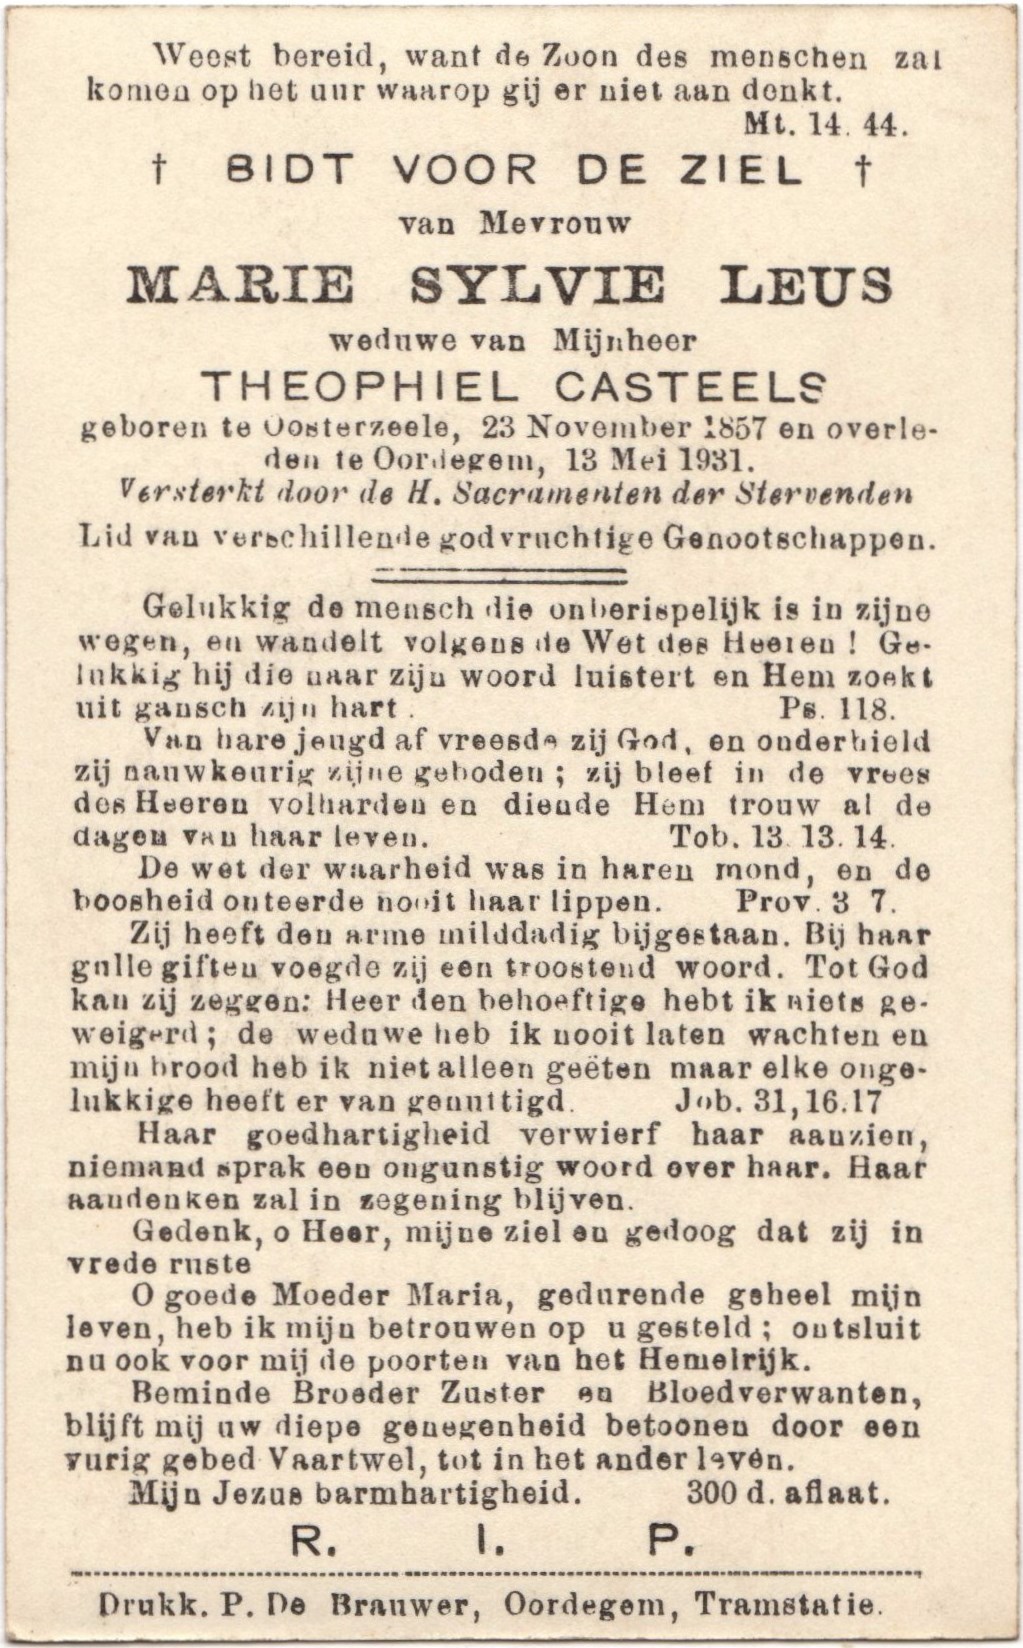 Weest bereid, want de Zoon des menschen zal
komen op het uur waarop gij er niet aan denkt.
Mt. 14. 44.
† BIDT VOOR DE ZIEL †
van Mevrouw
MARIE SYLVIE LEUS
weduwe van Mijnheer
THEOPHIEL CASTEELS
geboren te Oosterzeele, 23 November 1857 en overle-
den te Oordegem, 13 Mei 1931.
Versterkt door de H. Sacramenten der Stervenden
Lid van verschillende godvruchtige Genootschappen.
Gelukkig de mensch die onberispelijk is in zijne
wegen, en wandelt volgens de Wet des Heeren ! Ge-
lukkig hij die naar zijn woord luistert en Hem zoekt
uit gansch zijn hart. Ps. 118.
Van hare jeugd af vreesde zij God, en onderhield
zij nauwkeurig zijne geboden ; zij bleef in de vrees
des Heeren volharden en diende Hem trouw al de
dagen van haar leven. Tob. 13. 13. 14.
De wet der waarheid was in haren mond, en de
boosheid onteerde nooit haar lippen. Prov. 3 7.
Zij heeft den arme milddadig bijgestaan. Bij haar
gulle giften voegde zij een troostend woord. Tot God
kan zij zeggen: Heer den behoeftige hebt ik niets ge-
weigerd ; de weduwe heb ik nooit laten wachten en
mijn brood heb ik niet alleen geëten maar elke onge-
lukkige heeft er van genuttigd. Job. 31, 16.17
Haar goedhartigheid verwierf haar aanzien,
niemand sprak een ongunstig woord over haar. Haar
aandenken zal in zegening blijven.
Gedenk, o Heer, mijne ziel en gedoog dat zij in
vrede ruste
O goede Moeder Maria, gedurende geheel mijn
leven, heb ik mijn betrouwen op u gesteld ; ontsluit
nu ook voor mij de poorten van het Hemelrijk.
Beminde Broeder Zuster en Bloedverwanten,
blijft mij uw diepe genegenheid betoonen door een
vurig gebed Vaartwel, tot in het ander leven.
Mijn Jezus barmhartigheid. 300 d. aflaat.
R. I. P.
Drukk. P. De Brauwer, Oordegem, Tramstatie.